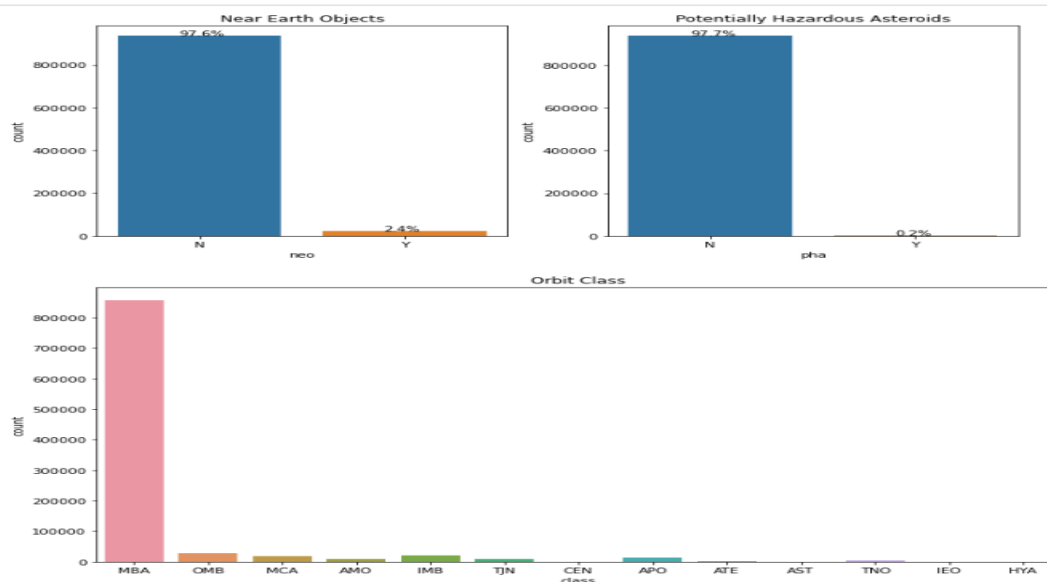 Near Earth Objects
97.6%
800000
600000
count
400000
200000
2.4%
0
N Y
neo
Potentially Hazardous Asteroids
97.7%
800000
600000
count
400000
200000
0.2%
0
N Y
pha
Orbit Class
800000
700000
600000
500000
count
400000
300000
200000
100000
0
MBA OMB MCA AMO IMB TJN CEN APO ATE AST TNO IEO HYA
class